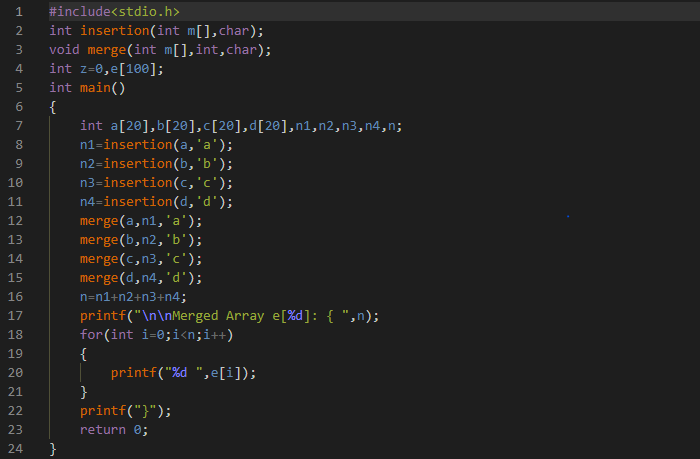 1 #include<stdio.h>
2 int insertion(int m[],char);
3 void merge(int m[],int,char);
4 int z=0,e[100];
5 int main()
6 {
7     int a[20],b[20],c[20],d[20],n1,n2,n3,n4,n;
8     n1=insertion(a,'a');
9     n2=insertion(b,'b');
10     n3=insertion(c,'c');
11     n4=insertion(d,'d');
12     merge(a,n1,'a');
13     merge(b,n2,'b');
14     merge(c,n3,'c');
15     merge(d,n4,'d');
16     n=n1+n2+n3+n4;
17     printf("\n\nMerged Array e[%d]: { ",n);
18     for(int i=0;i<n;i++)
19     {
20         printf("%d ",e[i]);
21     }
22     printf("}");
23     return 0;
24 }